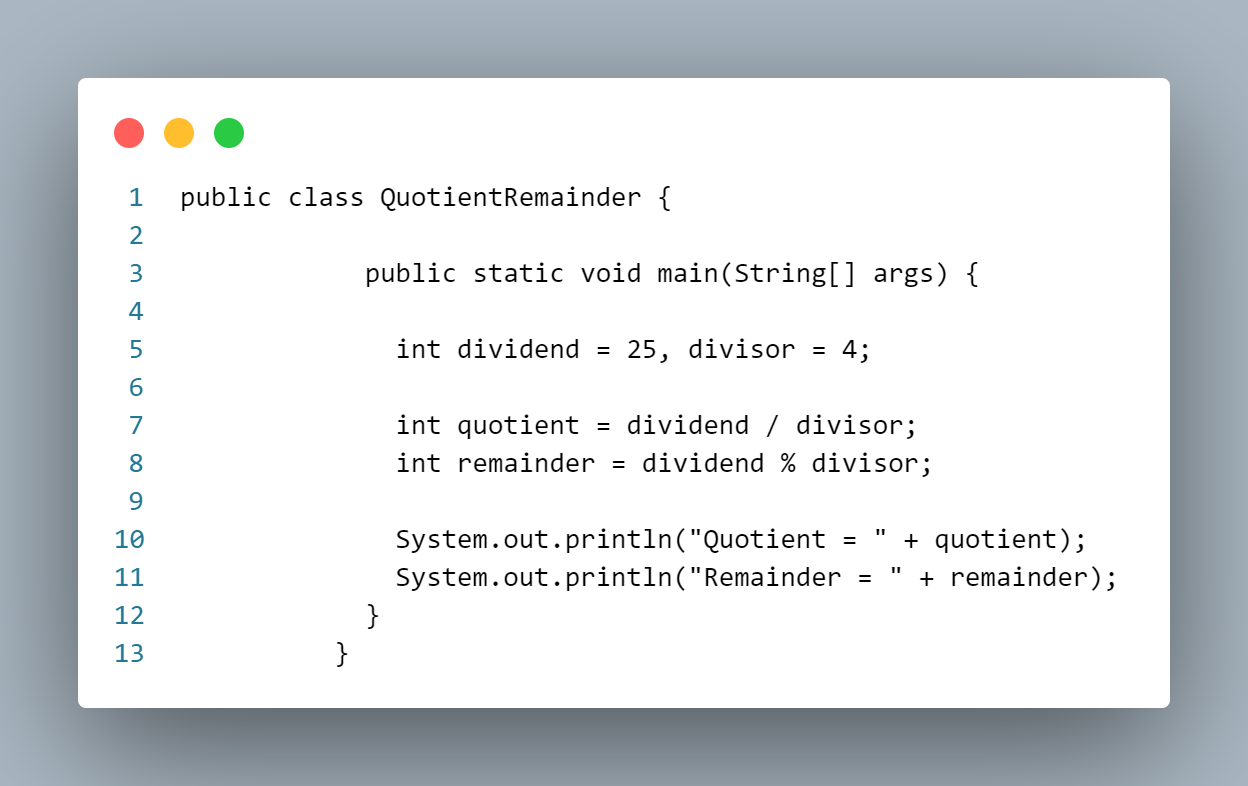 1 public class QuotientRemainder {
2
3 public static void main(String[] args) {
4
5 int dividend = 25, divisor = 4;
6
7 int quotient = dividend / divisor;
8 int remainder = dividend % divisor;
9
10 System.out.println("Quotient = " + quotient);
11 System.out.println("Remainder = " + remainder);
12 }
13 }